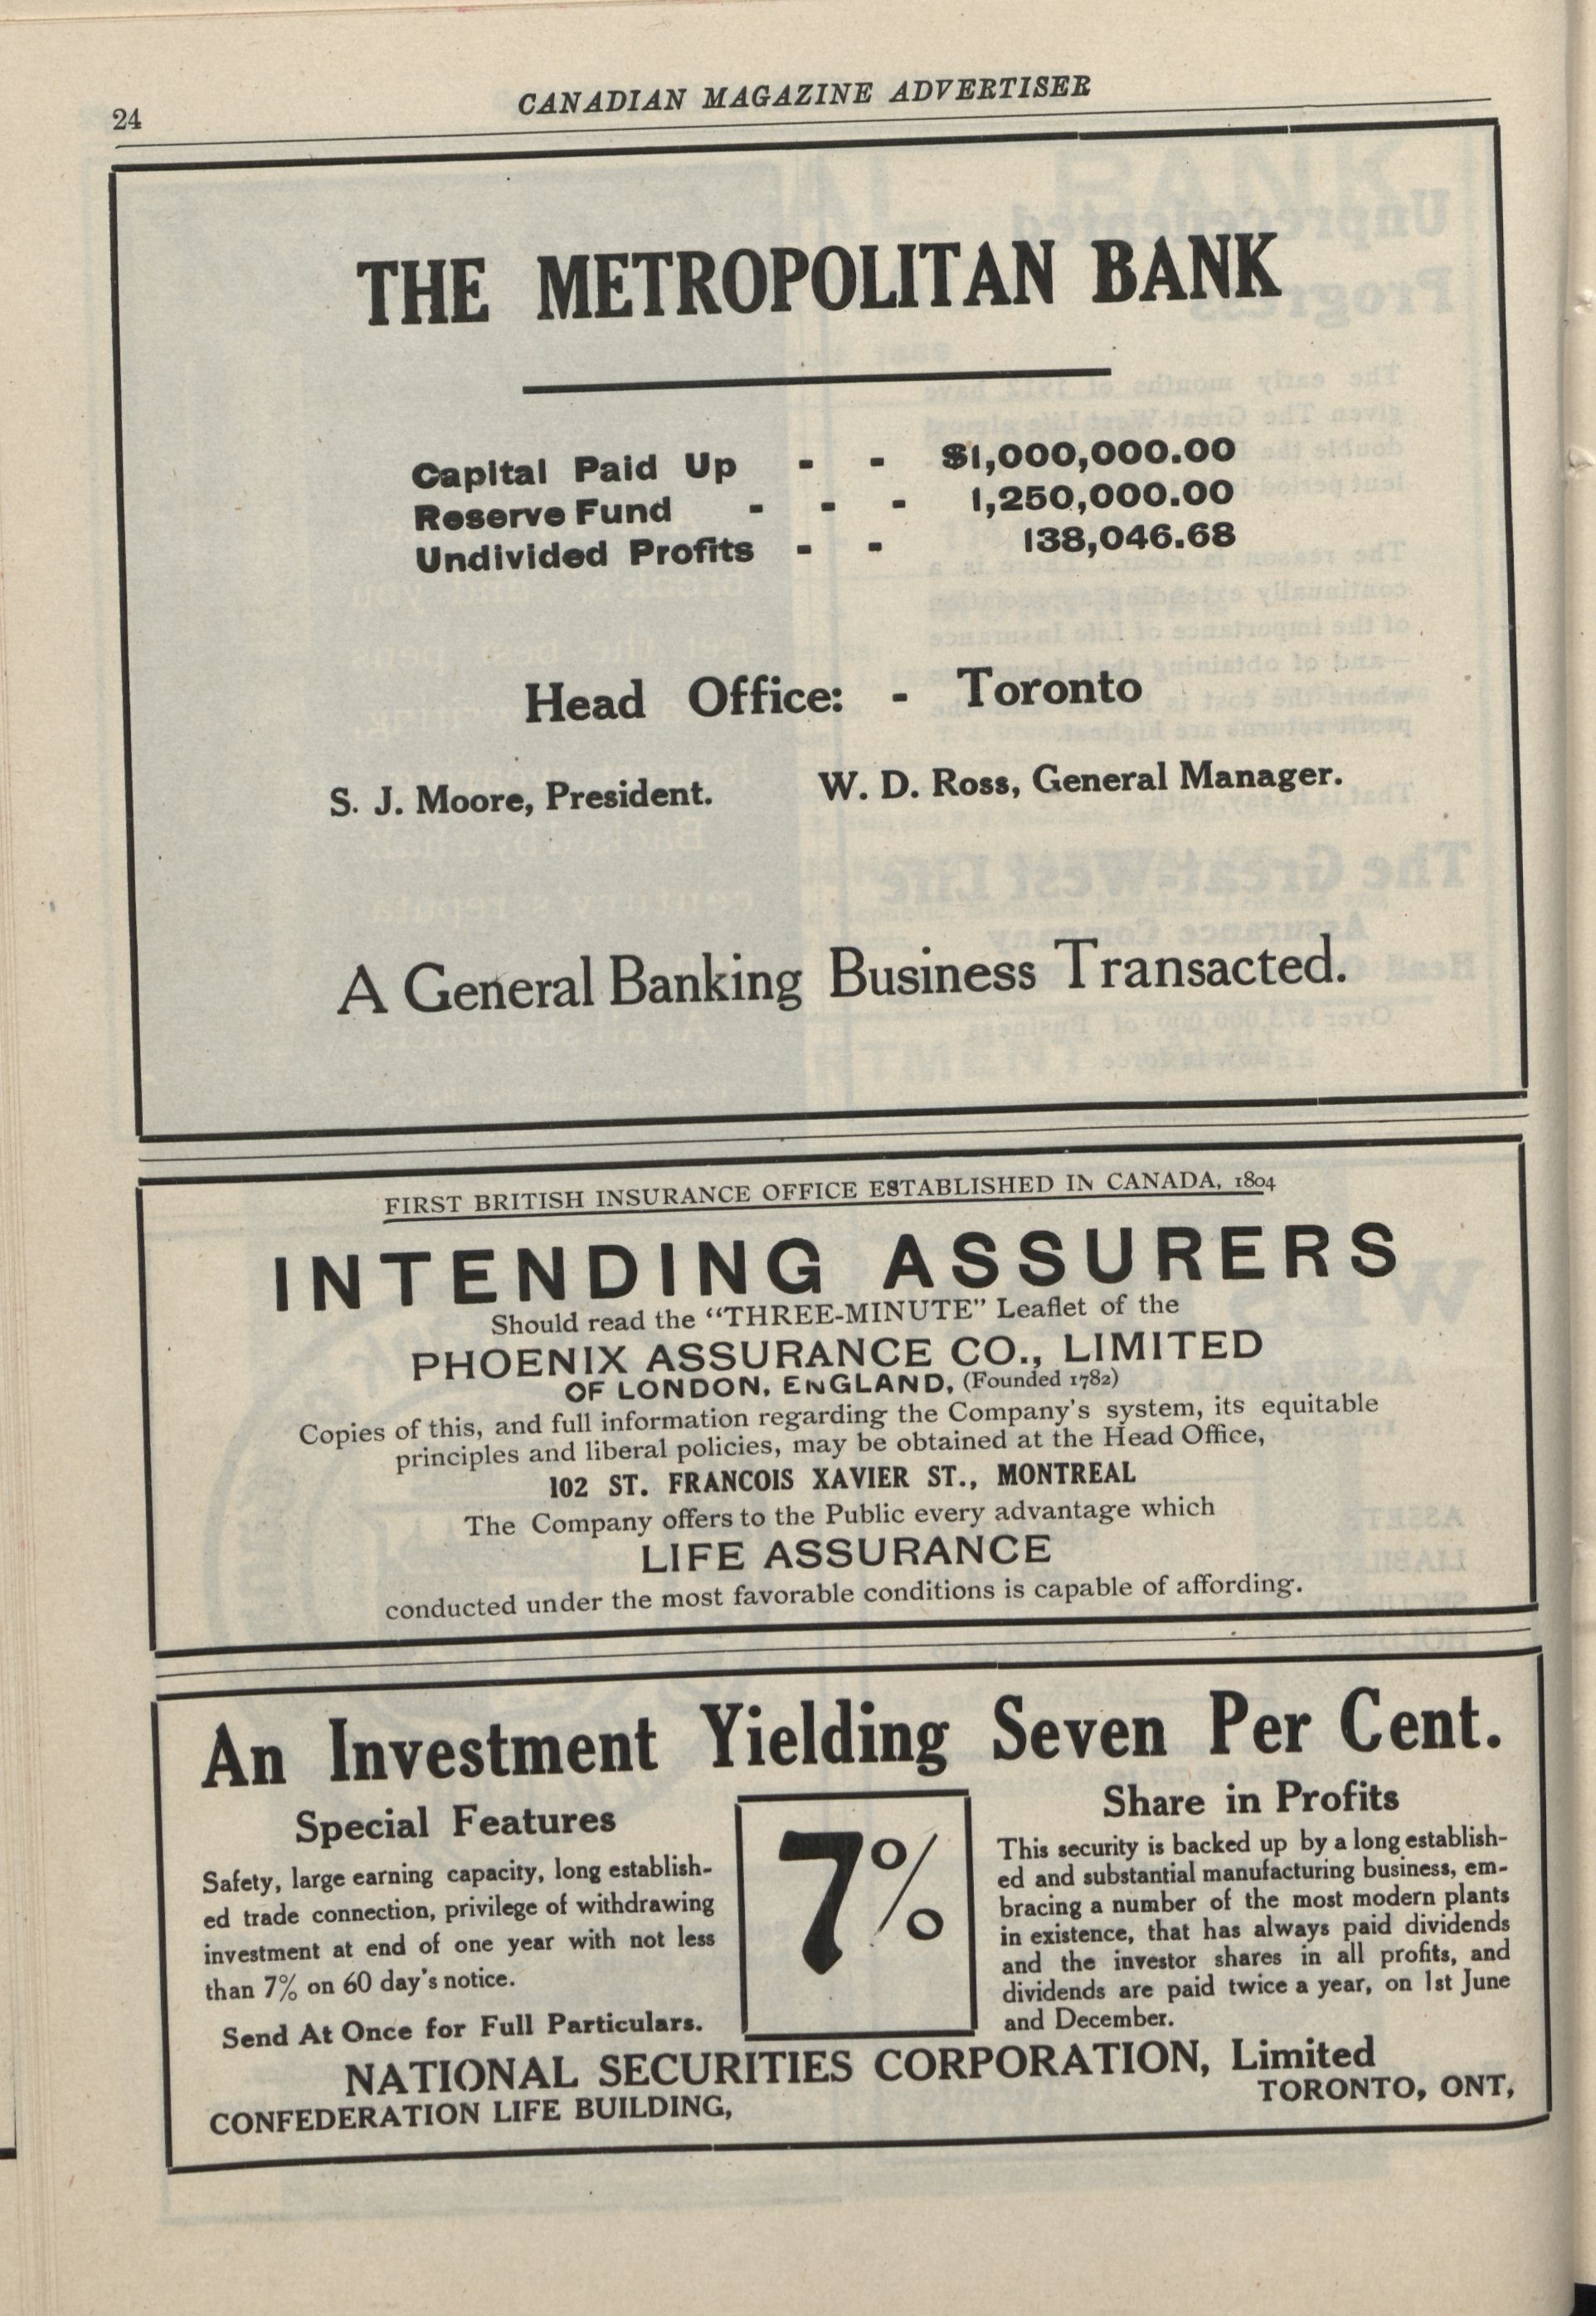 24
CANADIAN MAGAZINE ADVERTISER
THE METROPOLITAN BANK
Capital Paid Up - - $1,000,000.00
Reserve Fund - - - 1,250,000.00
Undivided Profits - - 138,046.68
Head Office: - Toronto
S. J. Moore, President. W. D. Ross, General Manager.
A General Banking Business Transacted.
FIRST BRITISH INSURANCE OFFICE ESTABLISHED IN CANADA, 1804
INTENDING ASSURERS
Should read the “THREE-MINUTE” Leaflet of the
PHOENIX ASSURANCE CO., LIMITED
OF LONDON, ENGLAND, (Founded 1782)
Copies of this, and full information regarding the Company's system, its equitable
principles and liberal policies, may be obtained at the Head Office,
102 ST. FRANCOIS XAVIER ST., MONTREAL
The Company offers to the Public every advantage which
LIFE ASSURANCE
conducted under the most favorable conditions is capable of affording.
An Investment Yielding Seven Per Cent.
Special Features
Safety, large earning capacity, long establish-
ed trade connection, privilege of withdrawing
investment at end of one year with not less
than 7% on 60 day's notice.
Send At Once for Full Particulars.
7%
Share in Profits
This security is backed up by a long establish-
ed and substantial manufacturing business, em-
bracing a number of the most modern plants
in existence, that has always paid dividends
and the investor shares in all profits, and
dividends are paid twice a year, on 1st June
and December.
NATIONAL SECURITIES CORPORATION, Limited
CONFEDERATION LIFE BUILDING, TORONTO, ONT,